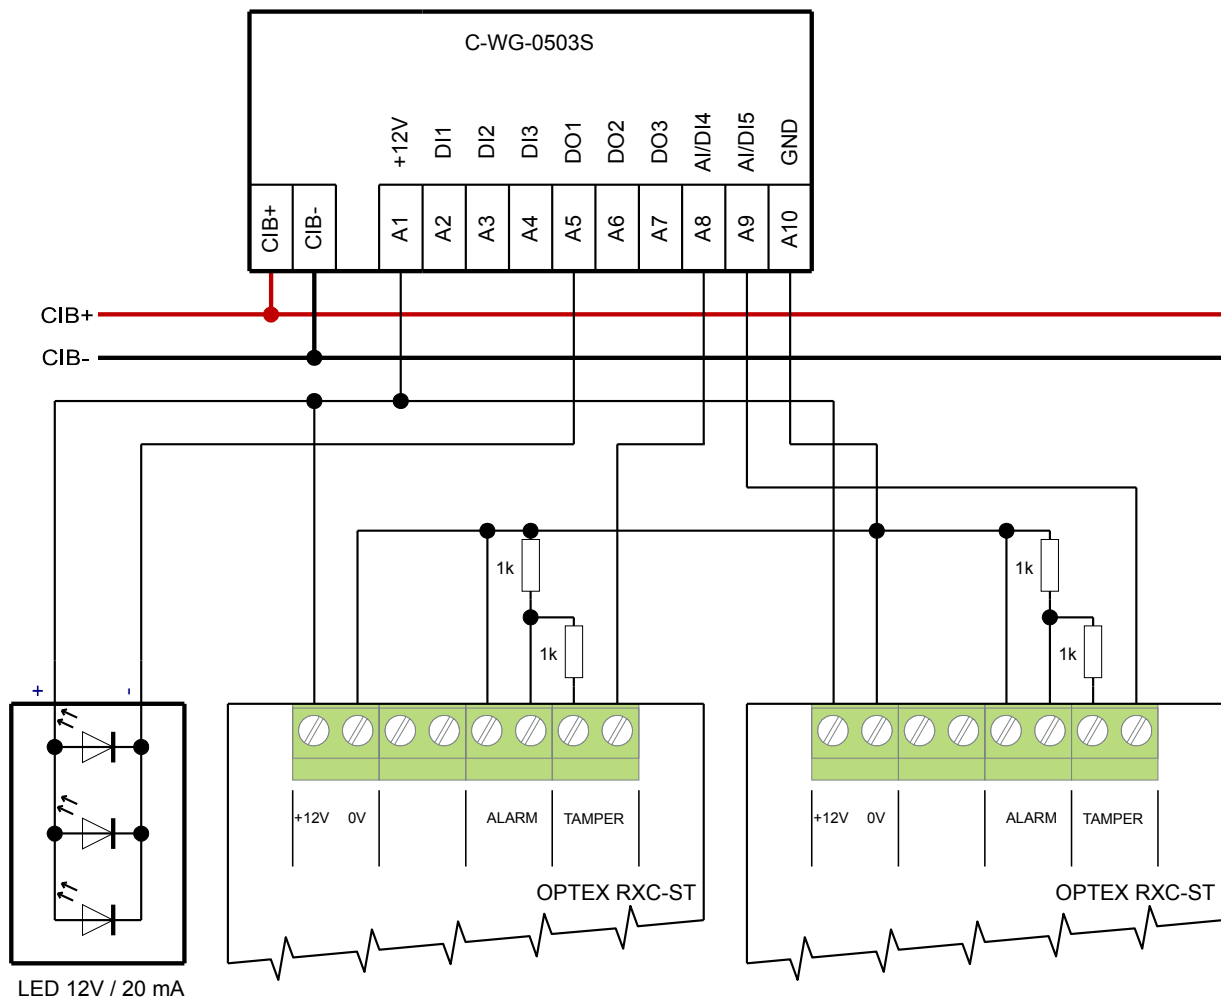 C-WG-0503S
+12V DI1 DI2 DI3 DO1 DO2 DO3 AI/DI4 AI/DI5 GND
CIB+ CIB- A1 A2 A3 A4 A5 A6 A7 A8 A9 A10
CIB+
CIB-
1k 1k
1k 1k
+ -
+12V 0V ALARM TAMPER +12V 0V ALARM TAMPER
OPTEX RXC-ST OPTEX RXC-ST
LED 12V / 20 mA